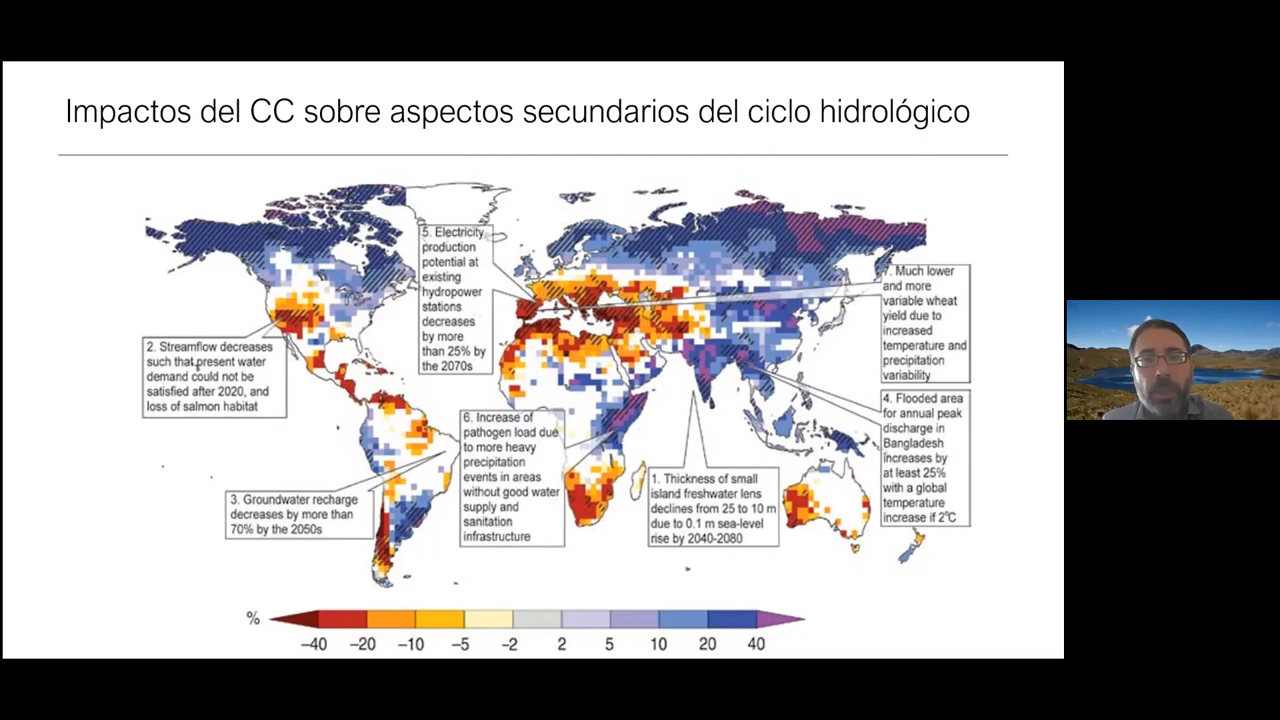 Impactos del CC sobre aspectos secundarios del ciclo hidrológico
5. Electricity
production
potential at
existing
hydropower
stations
decreases
by more
than 25% by
the 2070s
7. Much lower
and more
variable wheat
yield due to
increased
temperature and
precipitation
variability
2. Streamflow decreases
such that present water
demand could not be
satisfied after 2020, and
loss of salmon habitat
4. Flooded area
for annual peak
discharge in
Bangladesh
increases by
at least 25%
with a global
temperature
increase if 2°C
6. Increase of
pathogen load due
to more heavy
precipitation
events in areas
without good water
supply and
sanitation
infrastructure
1. Thickness of small
island freshwater lens
declines from 25 to 10 m
due to 0.1 m sea-level
rise by 2040-2080
3. Groundwater recharge
decreases by more than
70% by the 2050s
%
–40 –20 –10 –5 –2 2 5 10 20 40